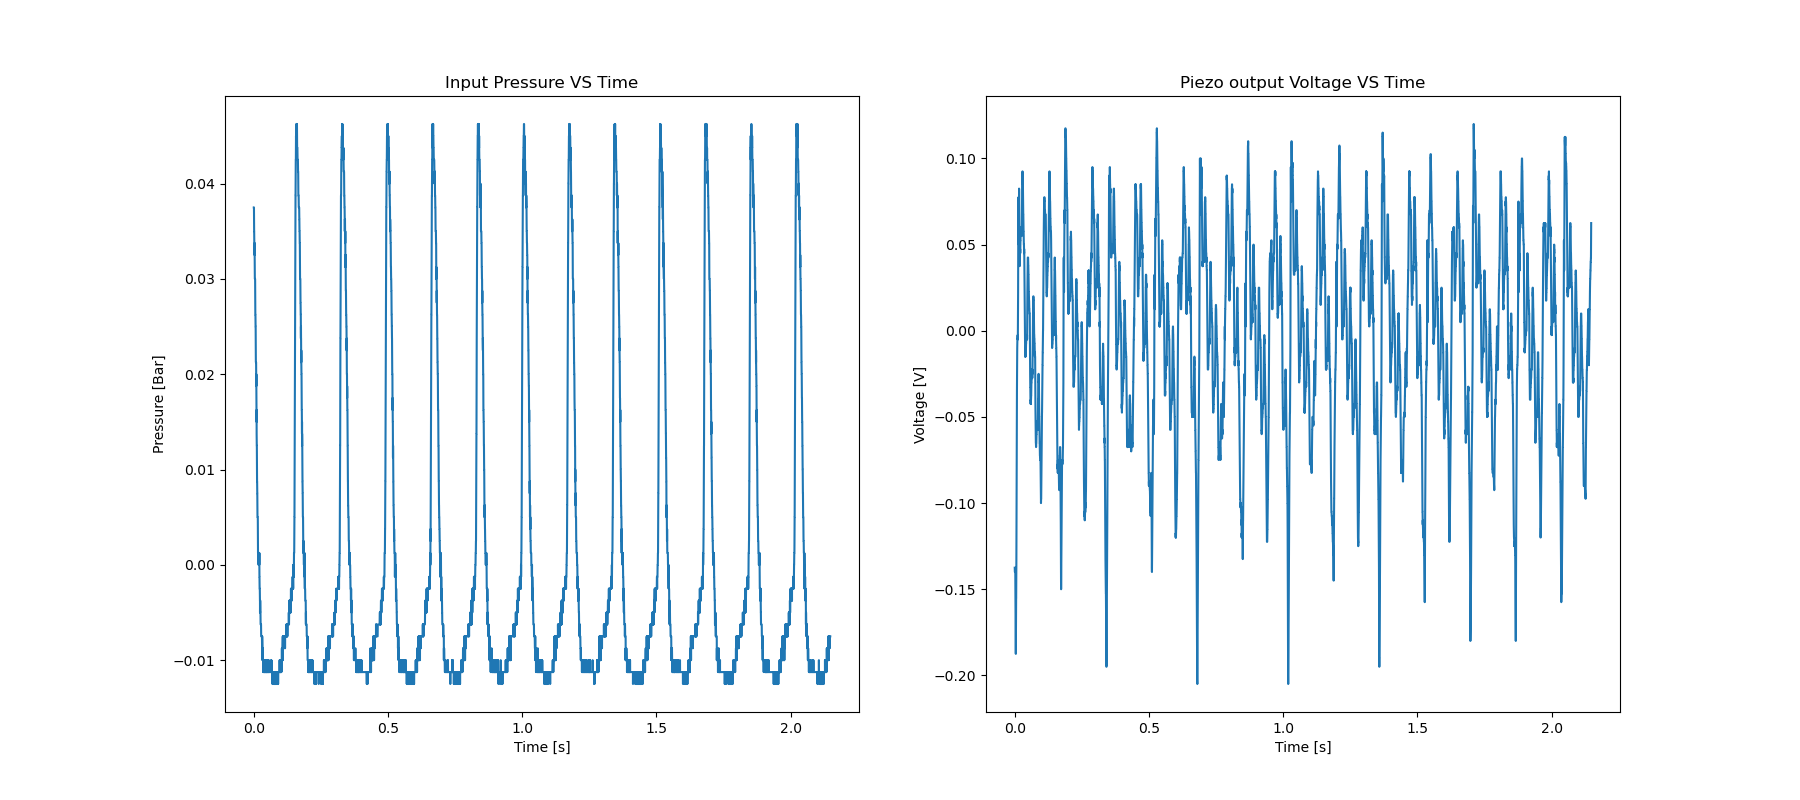 Input Pressure VS Time
Pressure [Bar]
0.04
0.03
0.02
0.01
0.00
−0.01
0.0 0.5 1.0 1.5 2.0
Time [s]
Piezo output Voltage VS Time
Voltage [V]
0.10
0.05
0.00
−0.05
−0.10
−0.15
−0.20
0.0 0.5 1.0 1.5 2.0
Time [s]